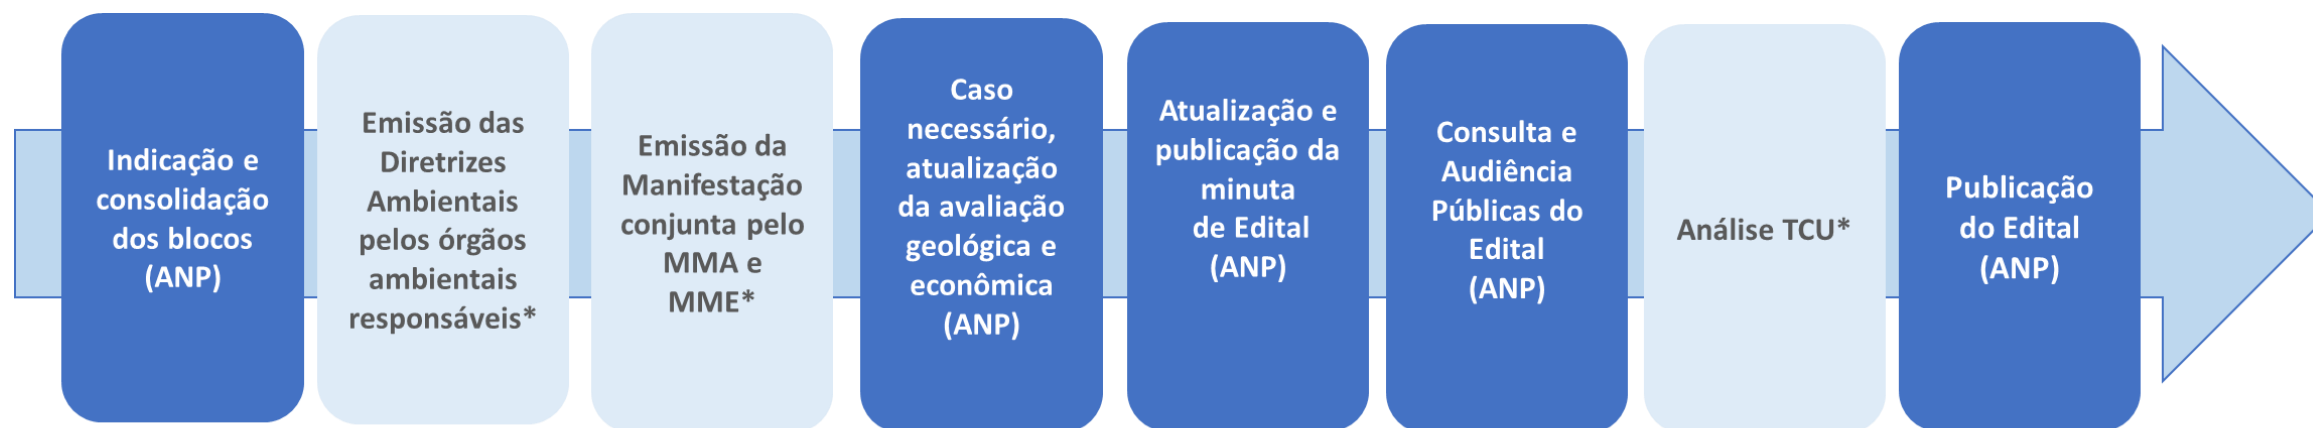 Indicação e
consolidação
dos blocos
(ANP)
Emissão das
Diretrizes
Ambientais
pelos órgãos
ambientais
responsáveis*
Emissão da
Manifestação
conjunta pelo
MMA e
MME*
Caso
necessário,
atualização
da avaliação
geológica e
econômica
(ANP)
Atualização e
publicação da
minuta
de Edital
(ANP)
Consulta e
Audiência
Públicas do
Edital
(ANP)
Análise TCU*
Publicação
do Edital
(ANP)